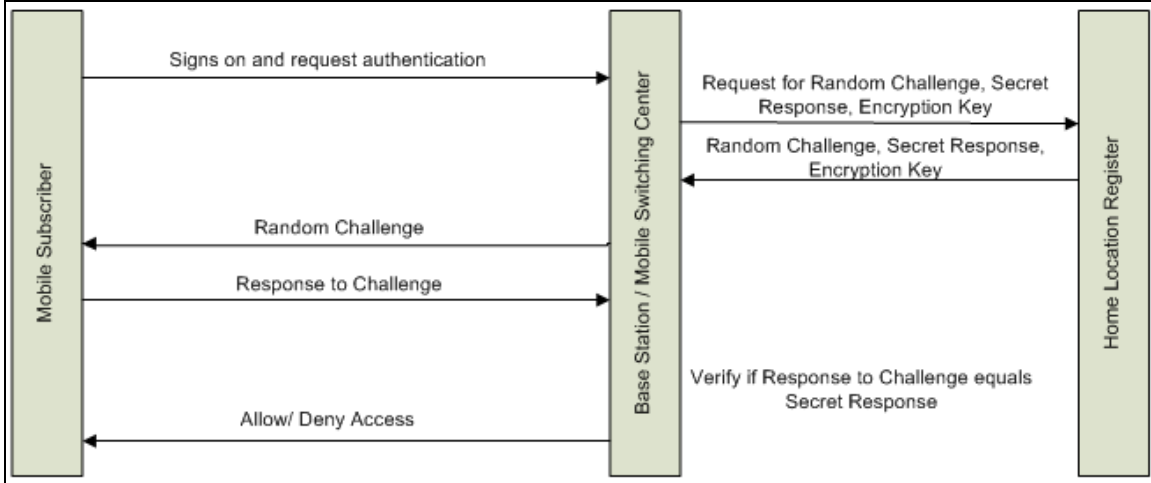 Signs on and request authentication
Request for Random Challenge, Secret
Response, Encryption Key
Random Challenge, Secret Response,
Encryption Key
Random Challenge
Response to Challenge
Verify if Response to Challenge equals
Secret Response
Allow/ Deny Access
Mobile Subscriber
Base Station / Mobile Switching Center
Home Location Register